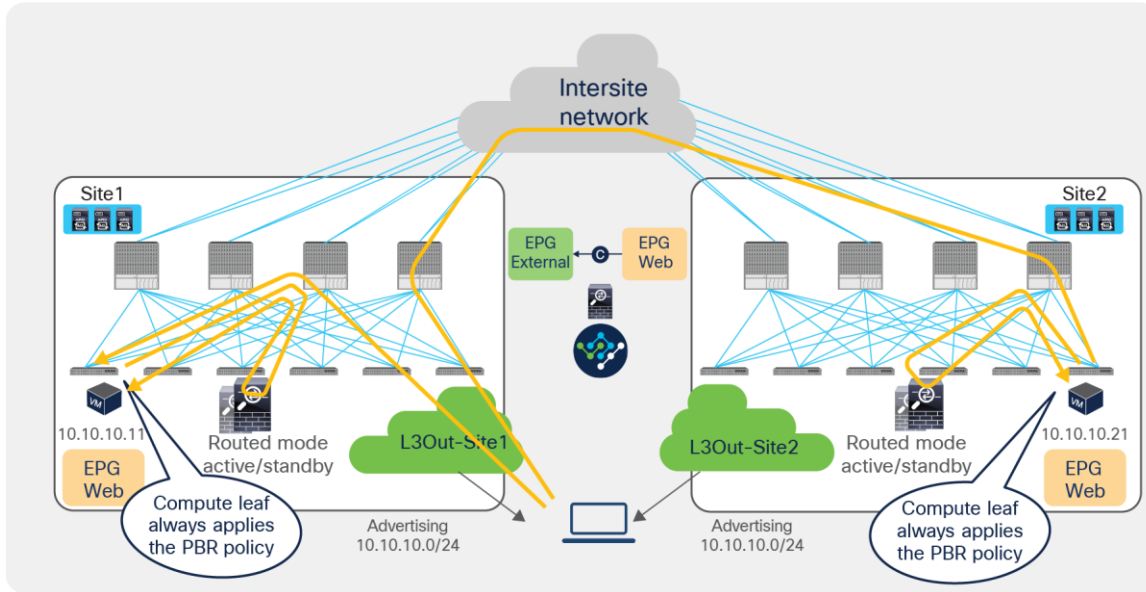 Intersite
network
Site1
Site2
EPG
External
C
EPG
Web
VM
10.10.10.11
EPG
Web
Routed mode
active/standby
L3Out-Site1
Compute leaf
always applies
the PBR policy
Advertising
10.10.10.0/24
L3Out-Site2
Advertising
10.10.10.0/24
Routed mode
active/standby
VM
10.10.10.21
EPG
Web
Compute leaf
always applies
the PBR policy